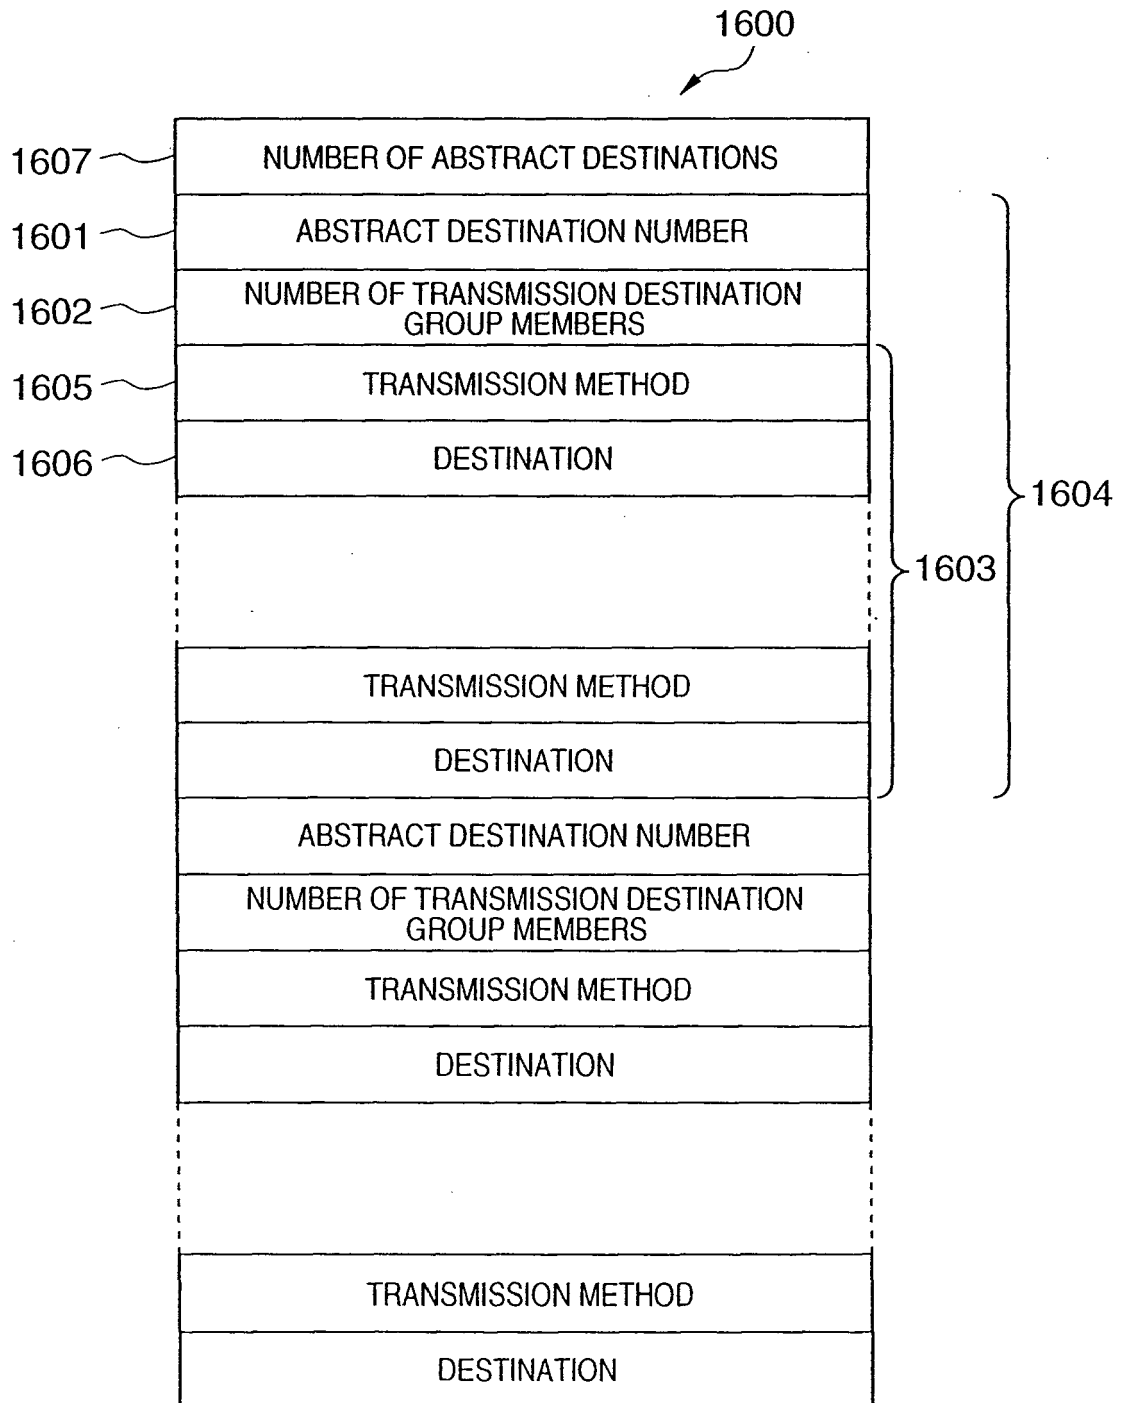 1600
1607
NUMBER OF ABSTRACT DESTINATIONS
1601
ABSTRACT DESTINATION NUMBER
1602
NUMBER OF TRANSMISSION DESTINATION
GROUP MEMBERS
1605
TRANSMISSION METHOD
1606
DESTINATION
1604
1603
TRANSMISSION METHOD
DESTINATION
ABSTRACT DESTINATION NUMBER
NUMBER OF TRANSMISSION DESTINATION
GROUP MEMBERS
TRANSMISSION METHOD
DESTINATION
TRANSMISSION METHOD
DESTINATION